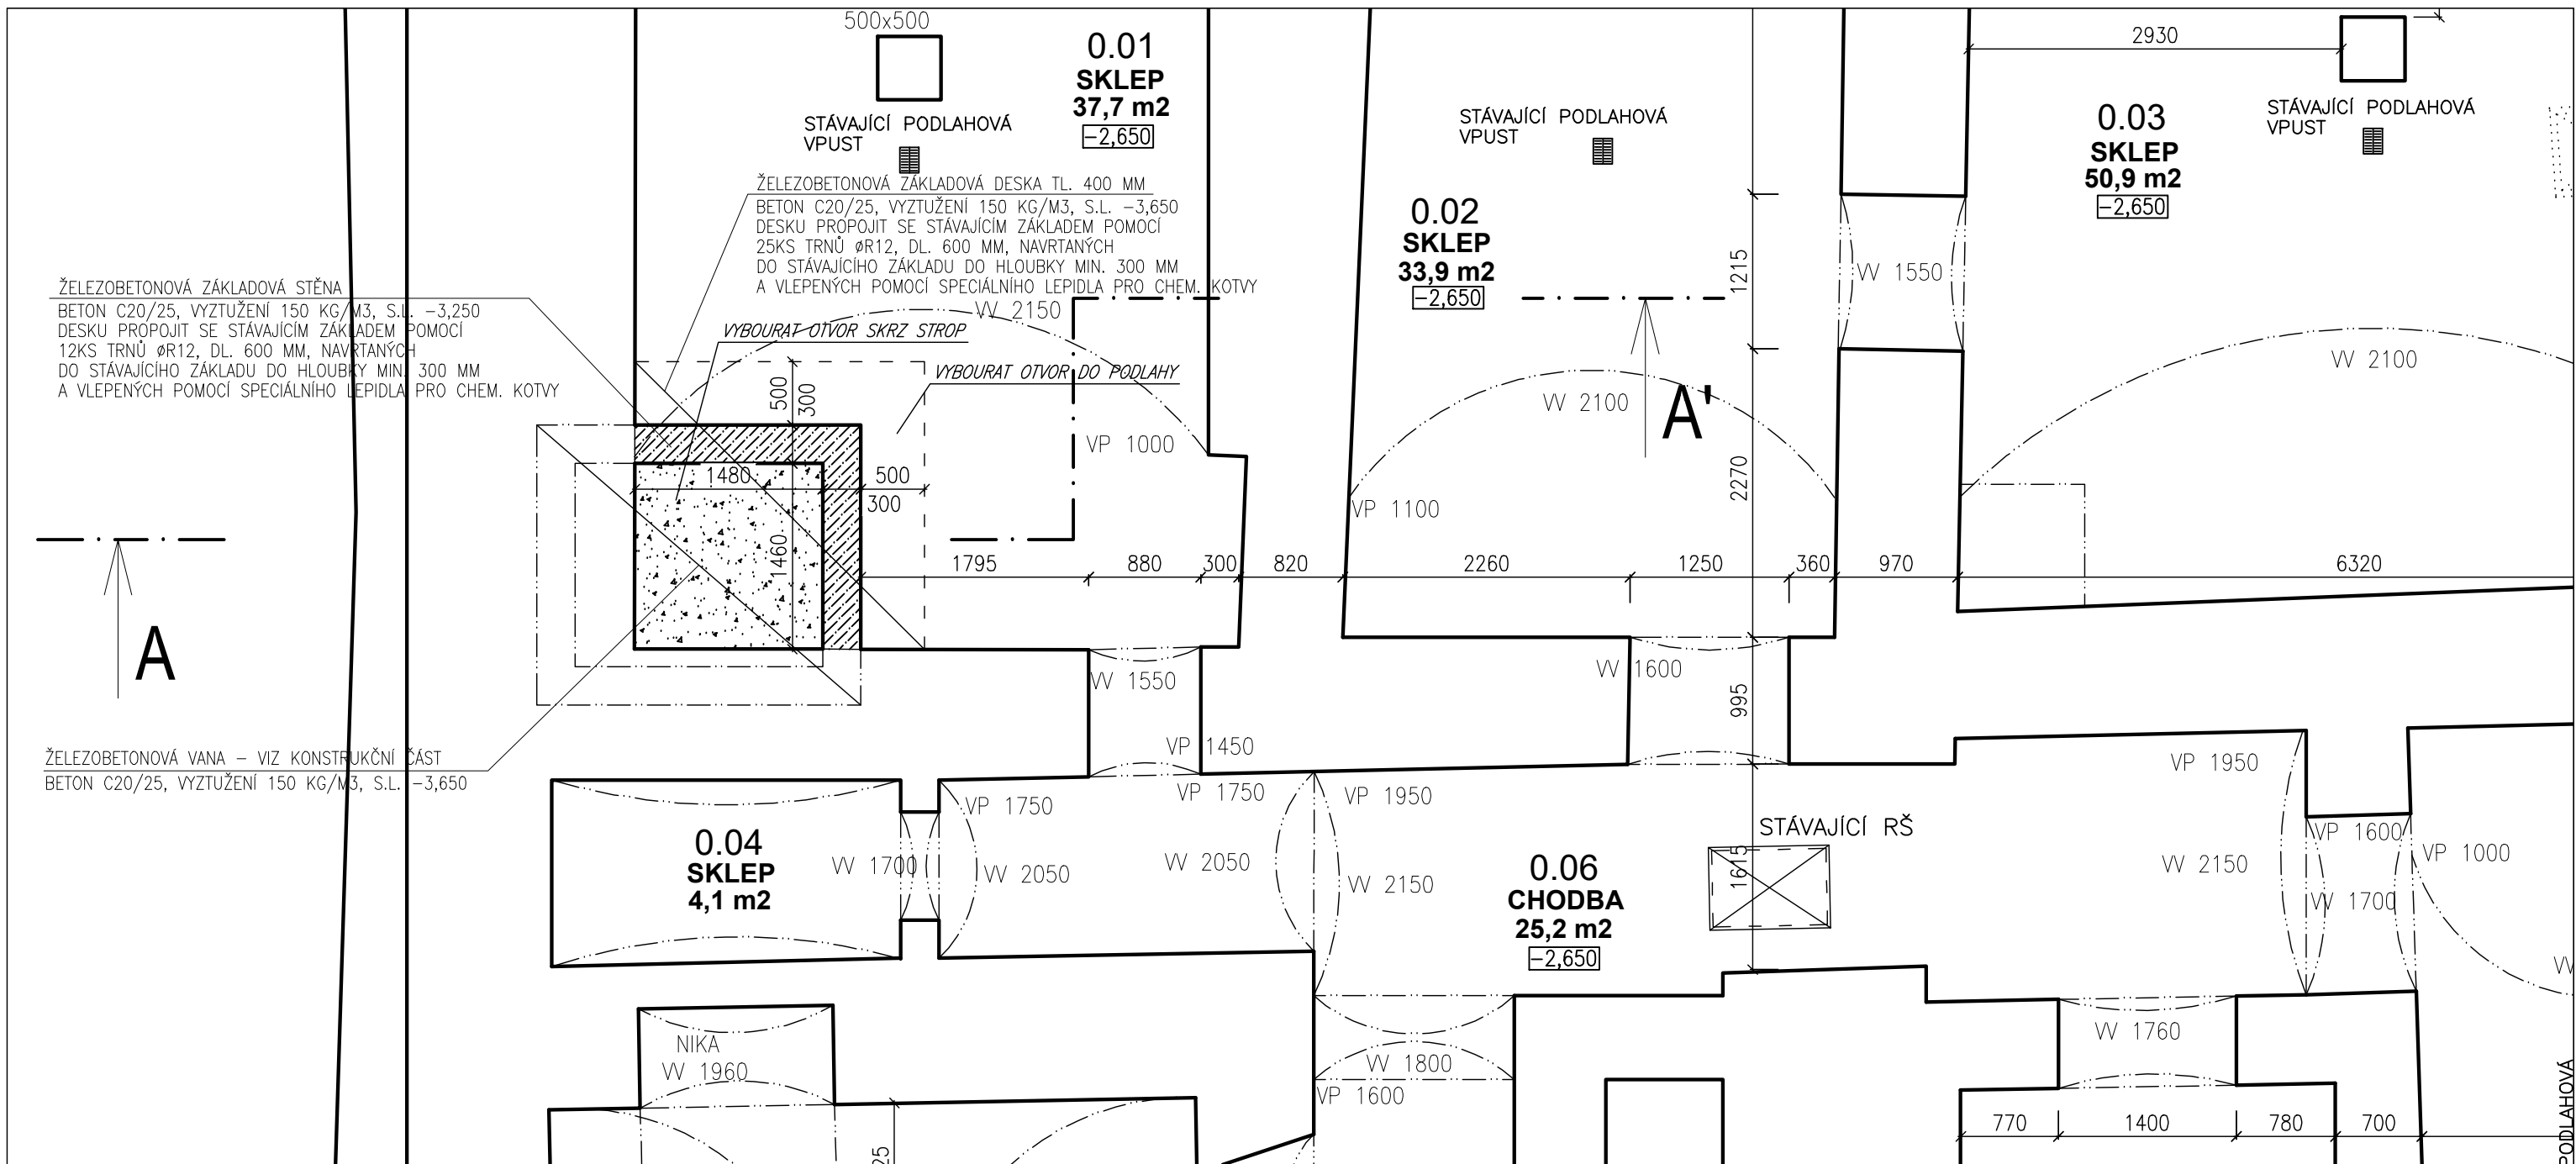 500x500
0.01
SKLEP
37,7 m2
-2,650
STÁVAJÍCÍ PODLAHOVÁ
VPUST
ŽELEZOBETONOVÁ ZÁKLADOVÁ DESKA TL. 400 MM
BETON C20/25, VYZTUŽENÍ 150 KG/M3, S.L. -3,650
DESKU PROPOJIT SE STÁVAJÍCÍM ZÁKLADEM POMOCÍ
25KS TRNŮ øR12, DL. 600 MM, NAVRTANÝCH
DO STÁVAJÍCÍHO ZÁKLADU DO HLOUBKY MIN. 300 MM
A VLEPENÝCH POMOCÍ SPECIÁLNÍHO LEPIDLA PRO CHEM. KOTVY
VV 2150
VYBOURAT OTVOR SKRZ STROP
VYBOURAT OTVOR DO PODLAHY
ŽELEZOBETONOVÁ ZÁKLADOVÁ STĚNA
BETON C20/25, VYZTUŽENÍ 150 KG/M3, S.L. -3,250
DESKU PROPOJIT SE STÁVAJÍCÍM ZÁKLADEM POMOCÍ
12KS TRNŮ øR12, DL. 600 MM, NAVRTANÝCH
DO STÁVAJÍCÍHO ZÁKLADU DO HLOUBKY MIN. 300 MM
A VLEPENÝCH POMOCÍ SPECIÁLNÍHO LEPIDLA PRO CHEM. KOTVY
500
300
VP 1000
1480
500
300
1460
A
ŽELEZOBETONOVÁ VANA – VIZ KONSTRUKČNÍ ČÁST
BETON C20/25, VYZTUŽENÍ 150 KG/M3, S.L. -3,650
STÁVAJÍCÍ PODLAHOVÁ
VPUST
0.02
SKLEP
33,9 m2
-2,650
1215
VV 1550
2930
0.03
SKLEP
50,9 m2
-2,650
STÁVAJÍCÍ PODLAHOVÁ
VPUST
VV 2100
VV 2100
A'
VP 1100
2270
1795
880
300
820
2260
1250
360
970
6320
VV 1550
VV 1600
995
VP 1450
VP 1750
VP 1750
VP 1950
VP 1950
0.04
SKLEP
4,1 m2
VV 1700
VV 2050
VV 2050
VV 2150
0.06
CHODBA
25,2 m2
-2,650
STÁVAJÍCÍ RŠ
1615
VV 2150
VP 1600
VP 1000
VV 1700
VV
NIKA
VV 1960
VV 1800
VP 1600
VV 1760
25
770
1400
780
700
PODLAHOVÁ